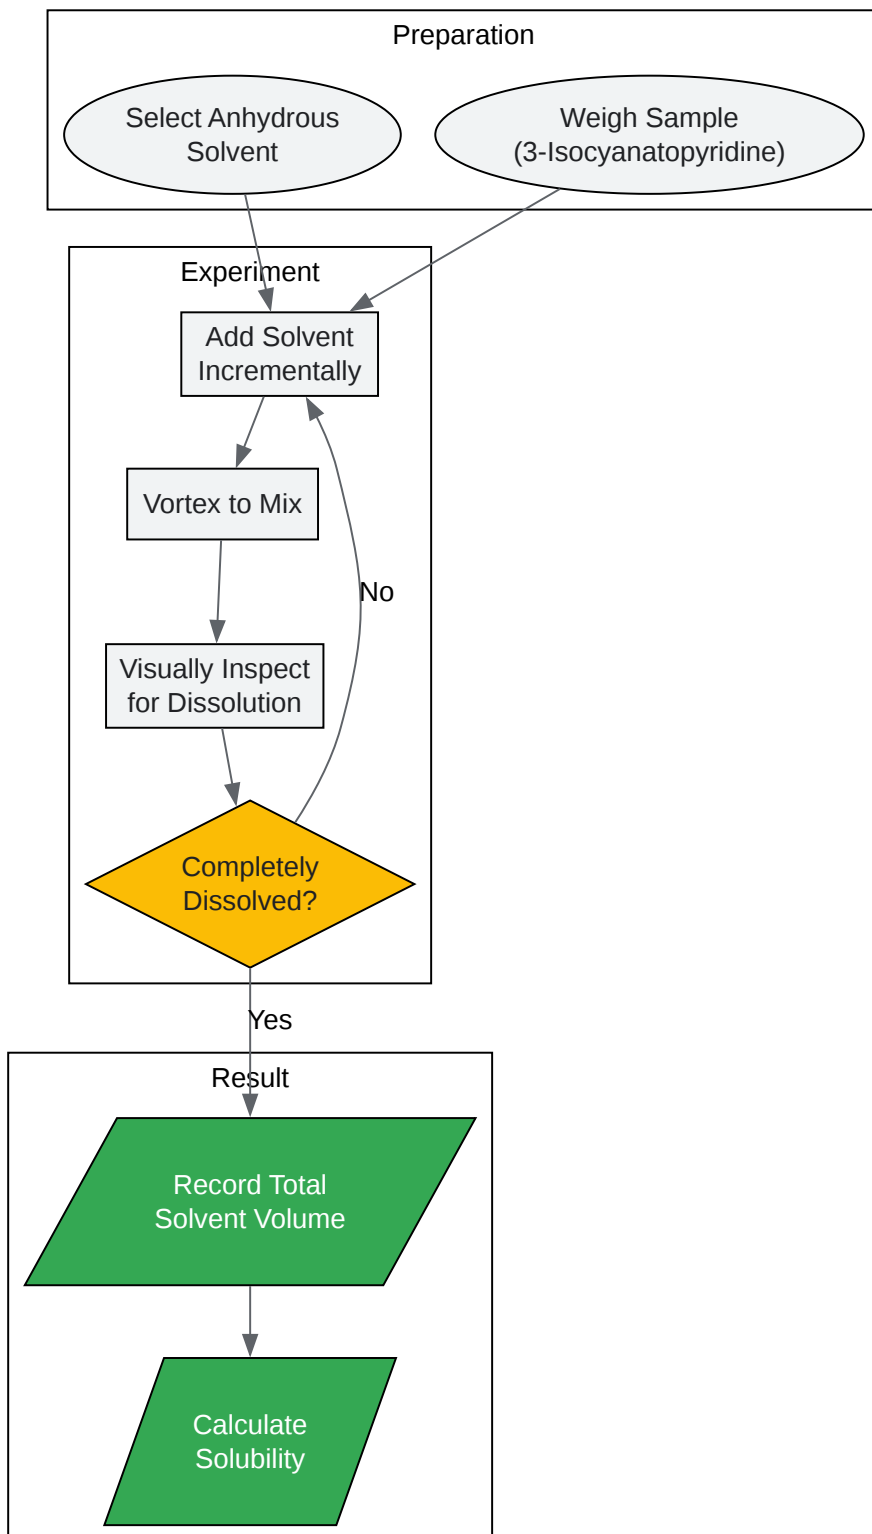 Preparation
Select Anhydrous
Solvent
Weigh Sample
(3-Isocyanatopyridine)
Experiment
Add Solvent
Incrementally
Vortex to Mix
No
Visually Inspect
for Dissolution
Completely
Dissolved?
Yes
Result
Record Total
Solvent Volume
Calculate
Solubility